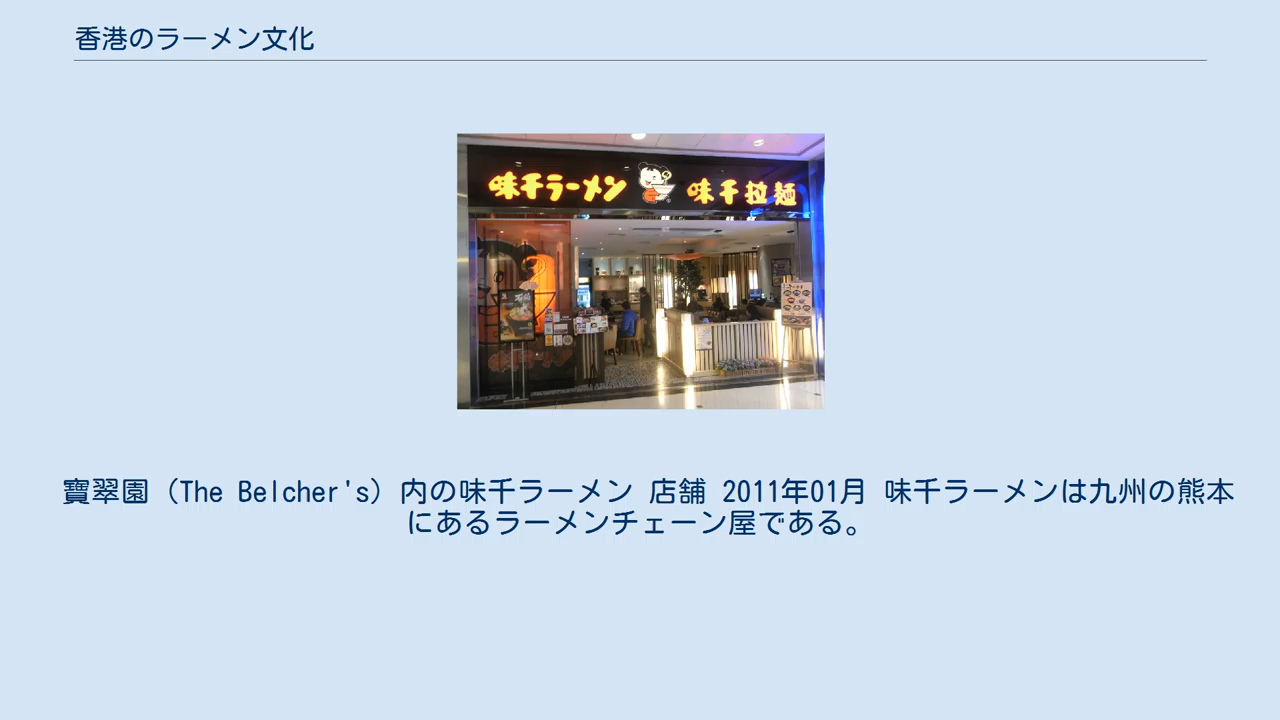 香港のラーメン文化
味千ラーメン 味千拉麺
寶翠園（The Belcher's）内の味千ラーメン 店舗 2011年01月 味千ラーメンは九州の熊本
にあるラーメンチェーン屋である。